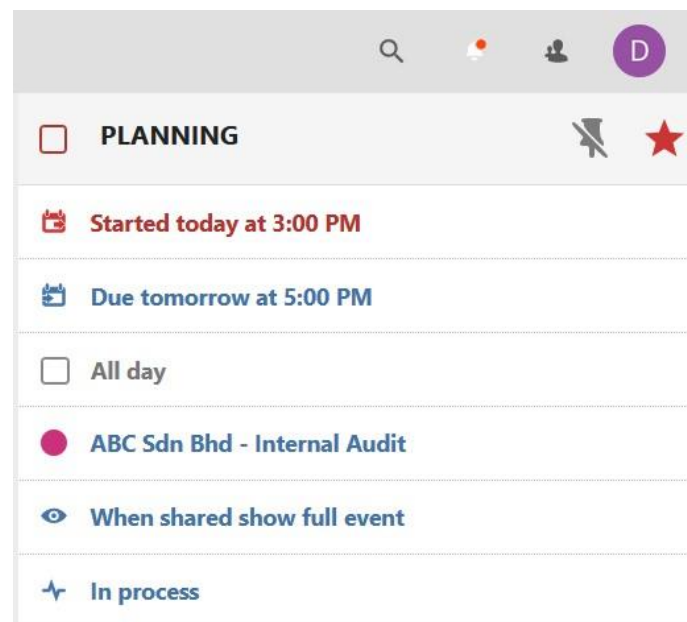 D
PLANNING
Started today at 3:00 PM
Due tomorrow at 5:00 PM
All day
ABC Sdn Bhd - Internal Audit
When shared show full event
In process